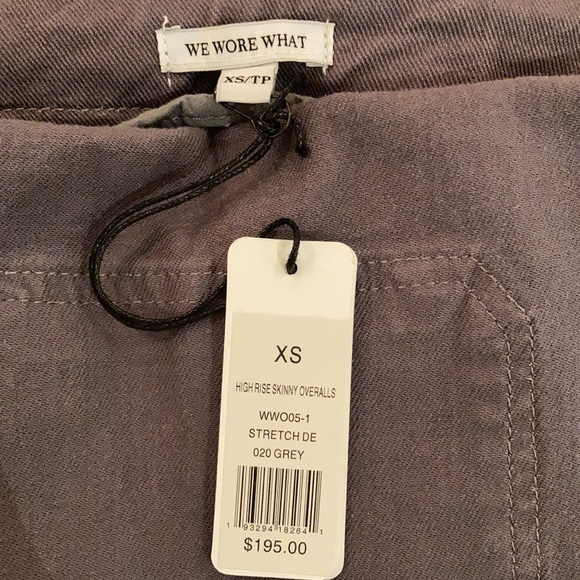 WE WORE WHAT
XS/TP
XS
HIGH RISE SKINNY OVERALLS
WWO05-1
STRETCH DE
020 GREY
1 93294 18264 1
$195.00